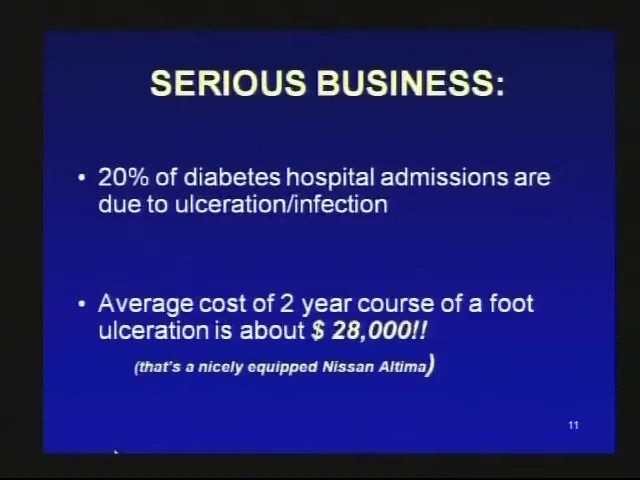 SERIOUS BUSINESS:
• 20% of diabetes hospital admissions are
due to ulceration/infection
• Average cost of 2 year course of a foot
ulceration is about $ 28,000!!
(that's a nicely equipped Nissan Altima)
11